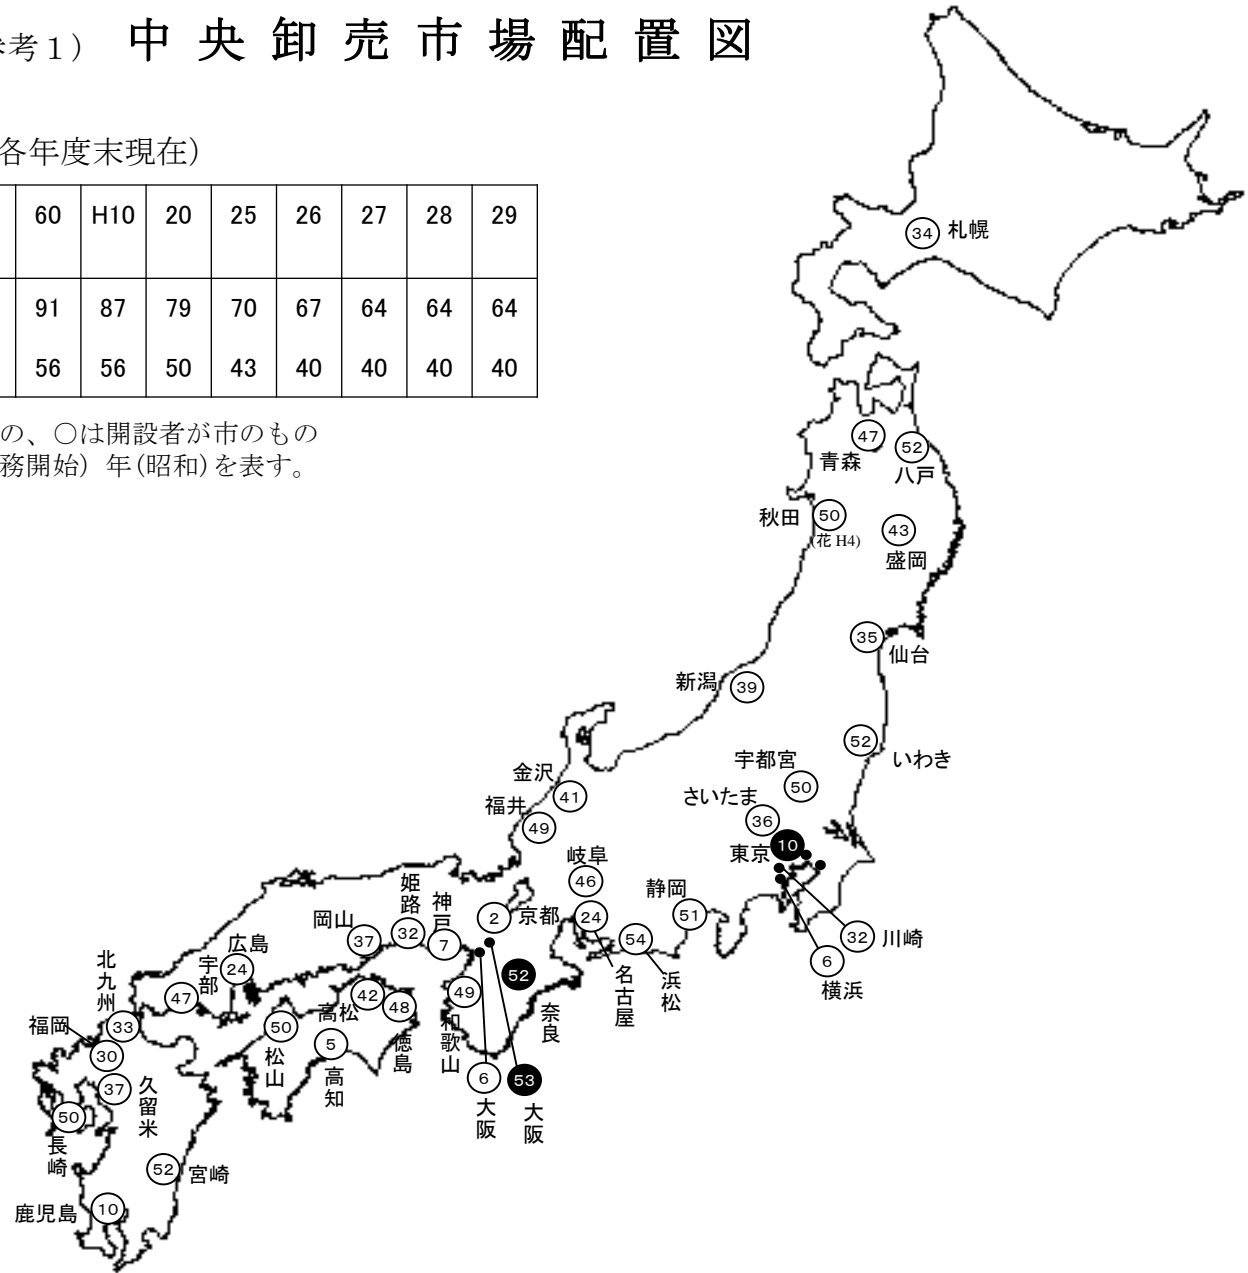 考１） 中央卸売市場配置図
各年度末現在）
60 H10 20 25 26 27 28 29
91 87 79 70 67 64 64 64
56 56 50 43 40 40 40 40
の、○は開設者が市のもの
務開始）年(昭和)を表す。
34 札幌
47 青森
52 八戸
秋田 50
(花 H4)
43 盛岡
35 仙台
新潟 39
52 いわき
宇都宮 50
さいたま 36
東京 10
金沢 41
福井 49
岐阜 46
静岡 51
32 川崎
6 横浜
54 浜松
24 名古屋
2 京都
神戸 7
姫路 32
岡山 37
広島 24
宇部 47
北九州 33
福岡 30
37 久留米
50 長崎
52 宮崎
鹿児島 10
50 松山
5 高知
高松 42
48 徳島
49 和歌山
52 奈良
6 大阪
53 大阪